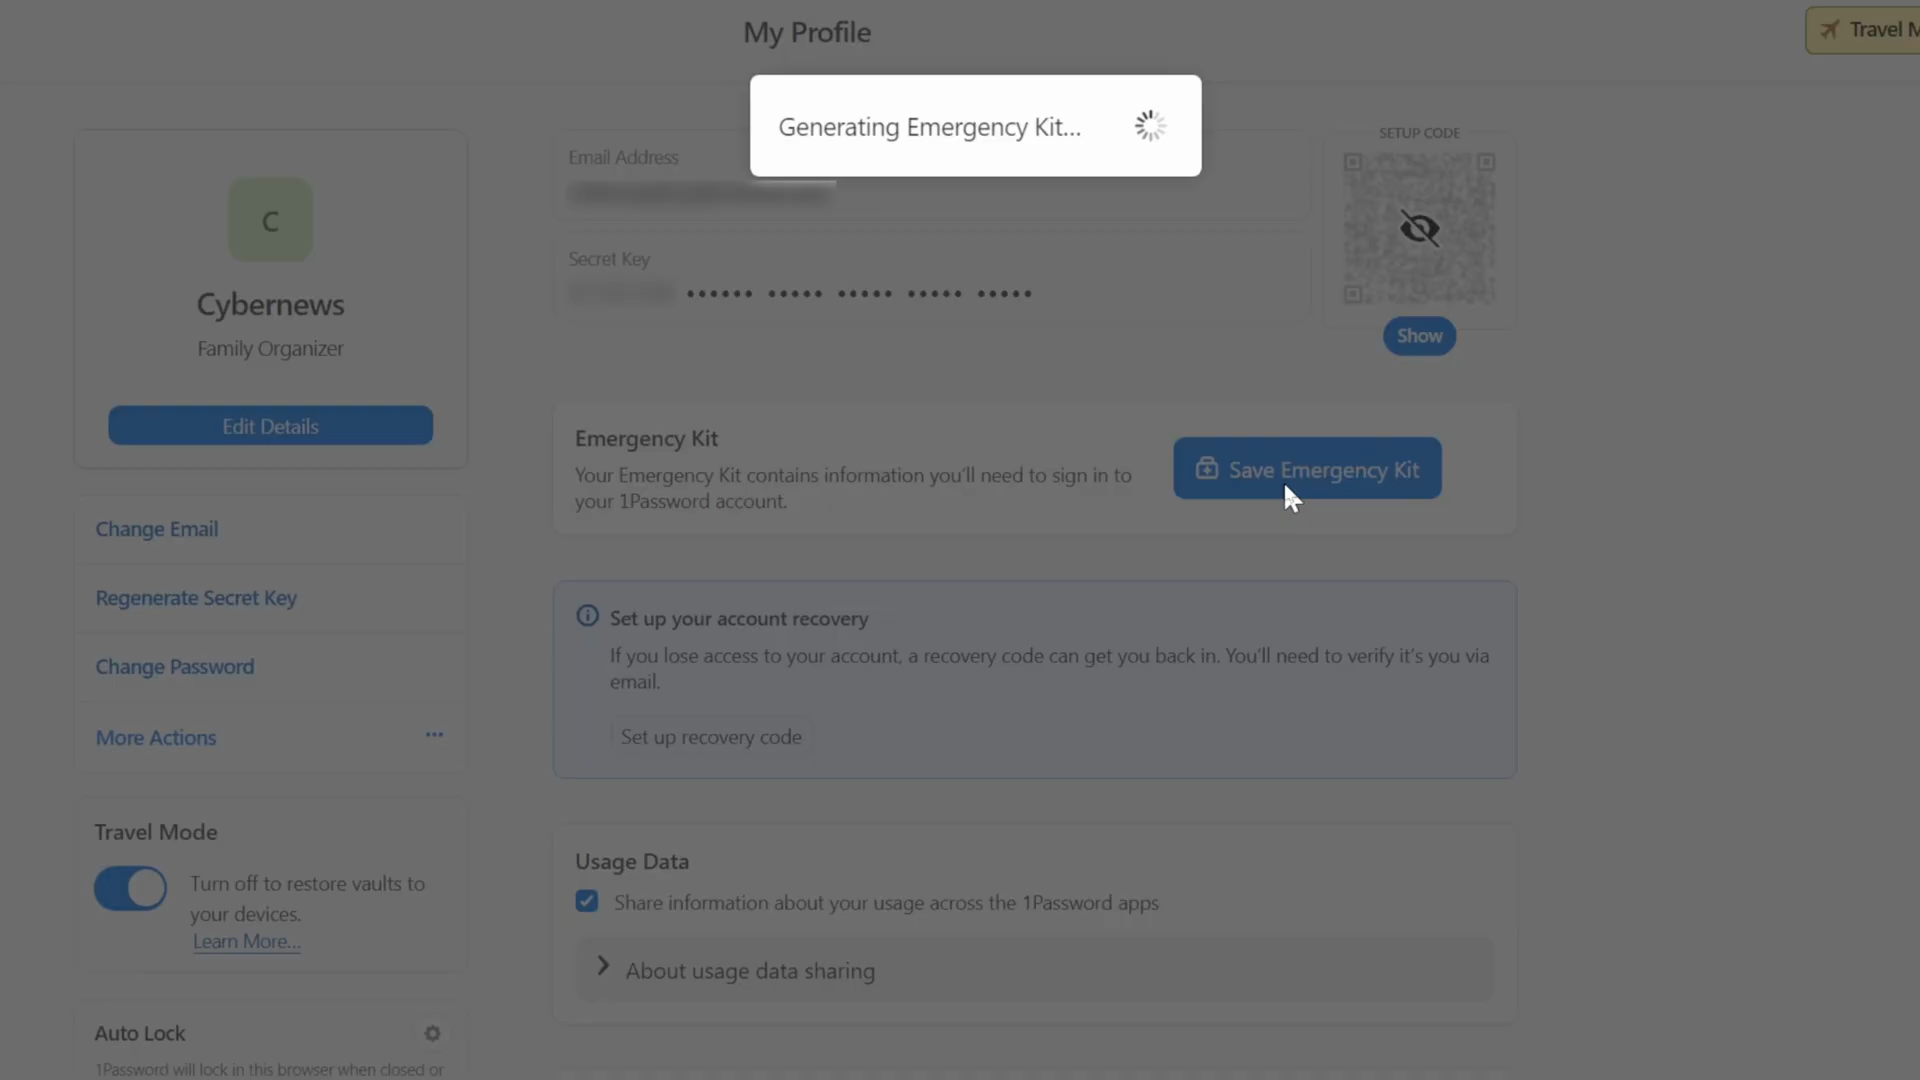 My Profile
Travel M
Generating Emergency Kit...
C
Cybernews
Family Organizer
Edit Details
Change Email
Regenerate Secret Key
Change Password
More Actions
Travel Mode
Turn off to restore vaults to
your devices.
Learn More...
Auto Lock
1Password will lock in this browser when closed or
Email Address
Secret Key
SETUP CODE
Show
Emergency Kit
Your Emergency Kit contains information you'll need to sign in to
your 1Password account.
Save Emergency Kit
Set up your account recovery
If you lose access to your account, a recovery code can get you back in. You'll need to verify it's you via
email.
Set up recovery code
Usage Data
Share information about your usage across the 1Password apps
About usage data sharing